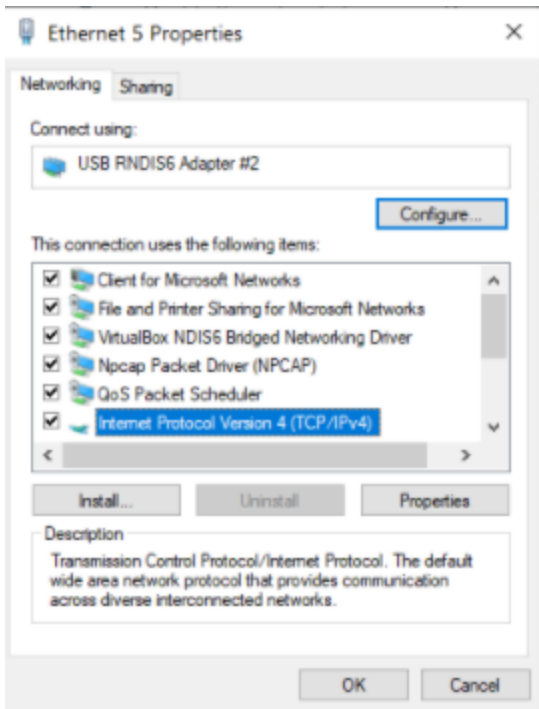 Ethernet 5 Properties
Networking Sharing
Connect using:
USB RNDIS6 Adapter #2
Configure...
This connection uses the following items:
Client for Microsoft Networks
File and Printer Sharing for Microsoft Networks
VirtualBox NDIS6 Bridged Networking Driver
Npcap Packet Driver (NPCAP)
QoS Packet Scheduler
Internet Protocol Version 4 (TCP/IPv4)
Install... Uninstall Properties
Description
Transmission Control Protocol/Internet Protocol. The default
wide area network protocol that provides communication
across diverse interconnected networks.
OK Cancel